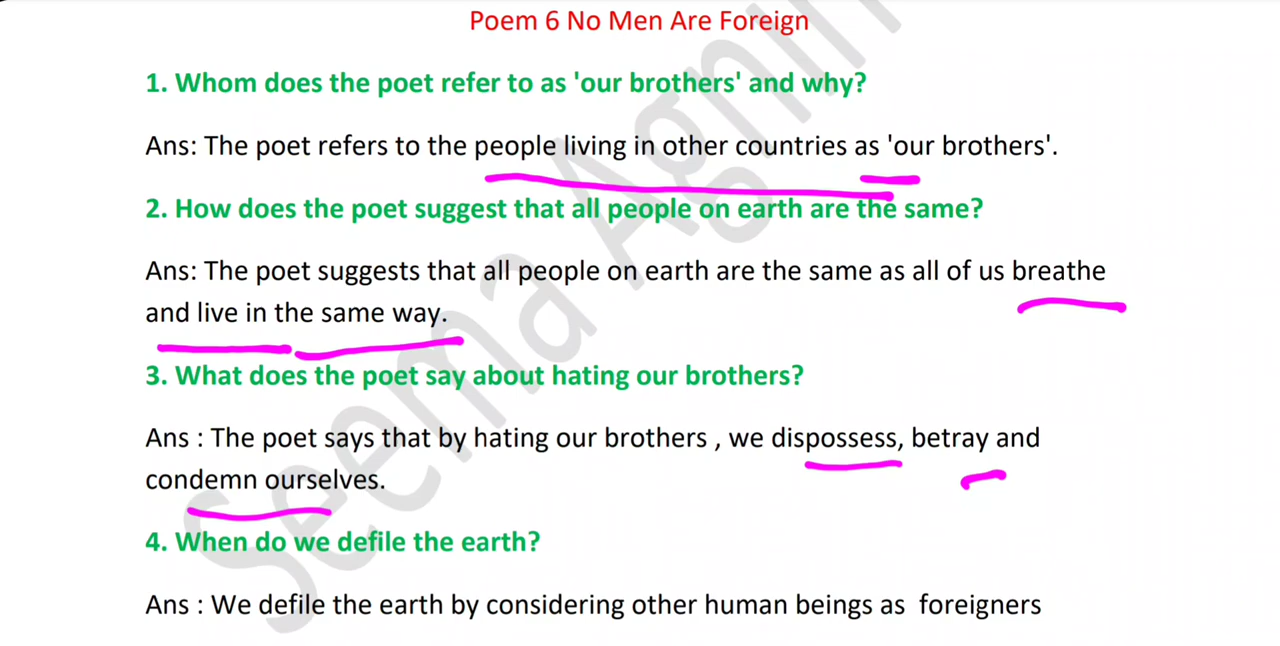 Poem 6 No Men Are Foreign
1. Whom does the poet refer to as 'our brothers' and why?
Ans: The poet refers to the people living in other countries as 'our brothers'.
2. How does the poet suggest that all people on earth are the same?
Ans: The poet suggests that all people on earth are the same as all of us breathe
and live in the same way.
3. What does the poet say about hating our brothers?
Ans : The poet says that by hating our brothers , we dispossess, betray and
condemn ourselves.
4. When do we defile the earth?
Ans : We defile the earth by considering other human beings as  foreigners
Seema